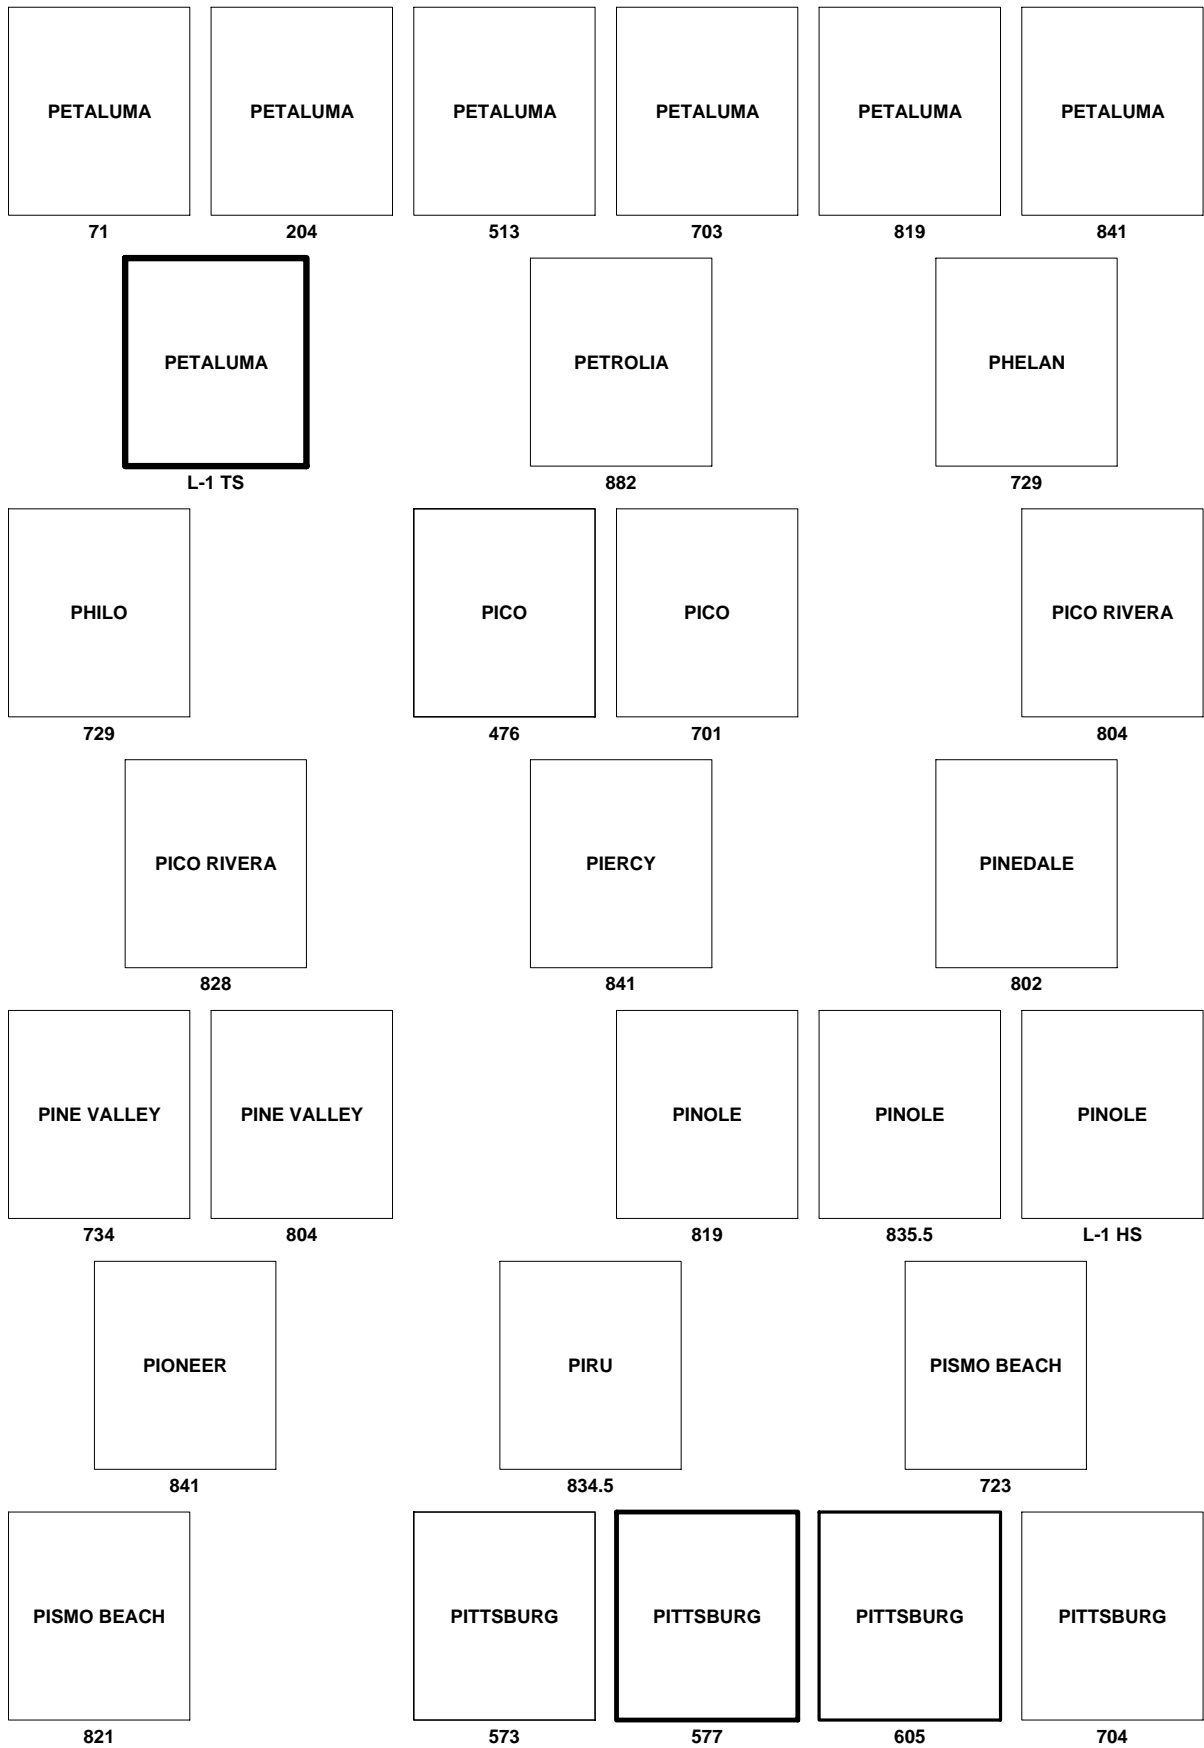 PETALUMA PETALUMA PETALUMA PETALUMA PETALUMA PETALUMA
71 204 513 703 819 841
PETALUMA PETROLIA PHELAN
L-1 TS 882 729
PHILO PICO PICO PICO RIVERA
729 476 701 804
PICO RIVERA PIERCY PINEDALE
828 841 802
PINE VALLEY PINE VALLEY PINOLE PINOLE PINOLE
734 804 819 835.5 L-1 HS
PIONEER PIRU PISMO BEACH
841 834.5 723
PISMO BEACH PITTSBURG PITTSBURG PITTSBURG PITTSBURG
821 573 577 605 704